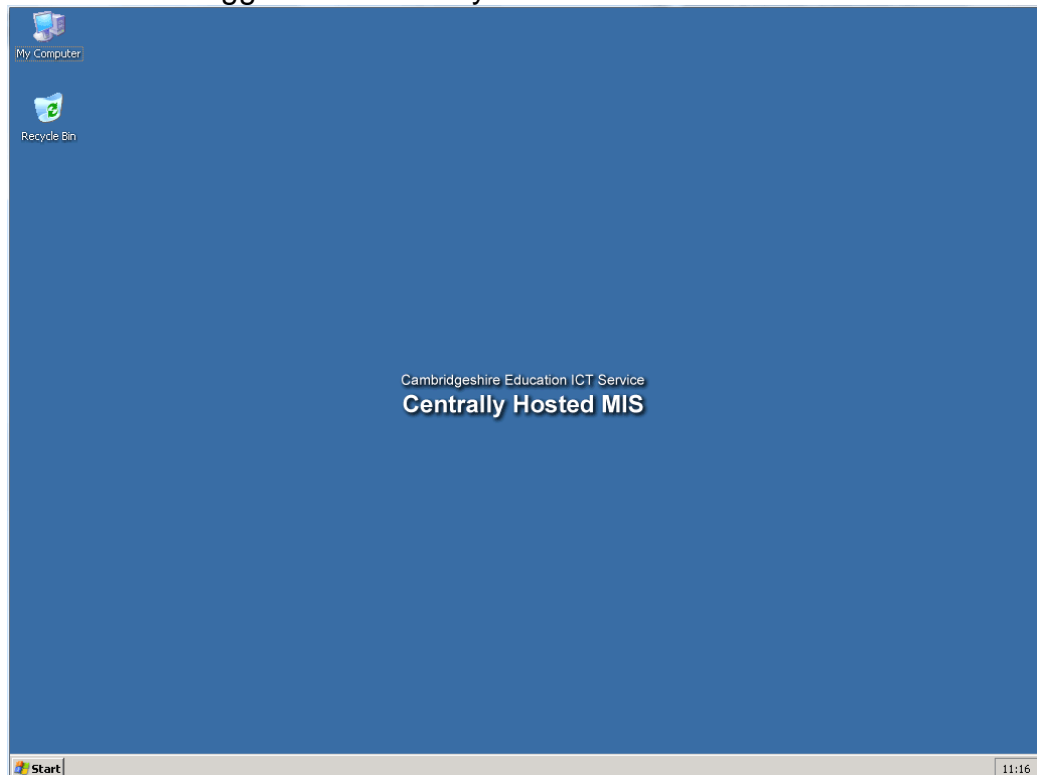 My Computer
Recycle Bin
Cambridgeshire Education ICT Service
Centrally Hosted MIS
Start
11:16